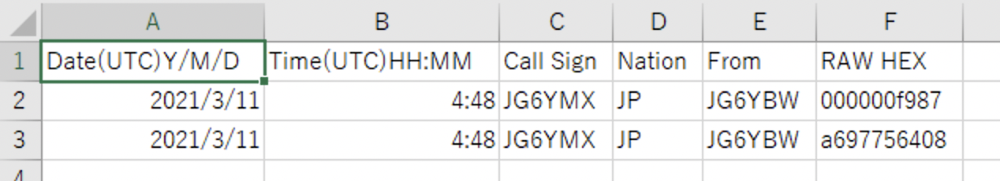 A B C D E F
1 Date(UTC)Y/M/D Time(UTC)HH:MM Call Sign Nation From RAW HEX
2 2021/3/11 4:48 JG6YMX JP JG6YBW 000000f987
3 2021/3/11 4:48 JG6YMX JP JG6YBW a697756408
4